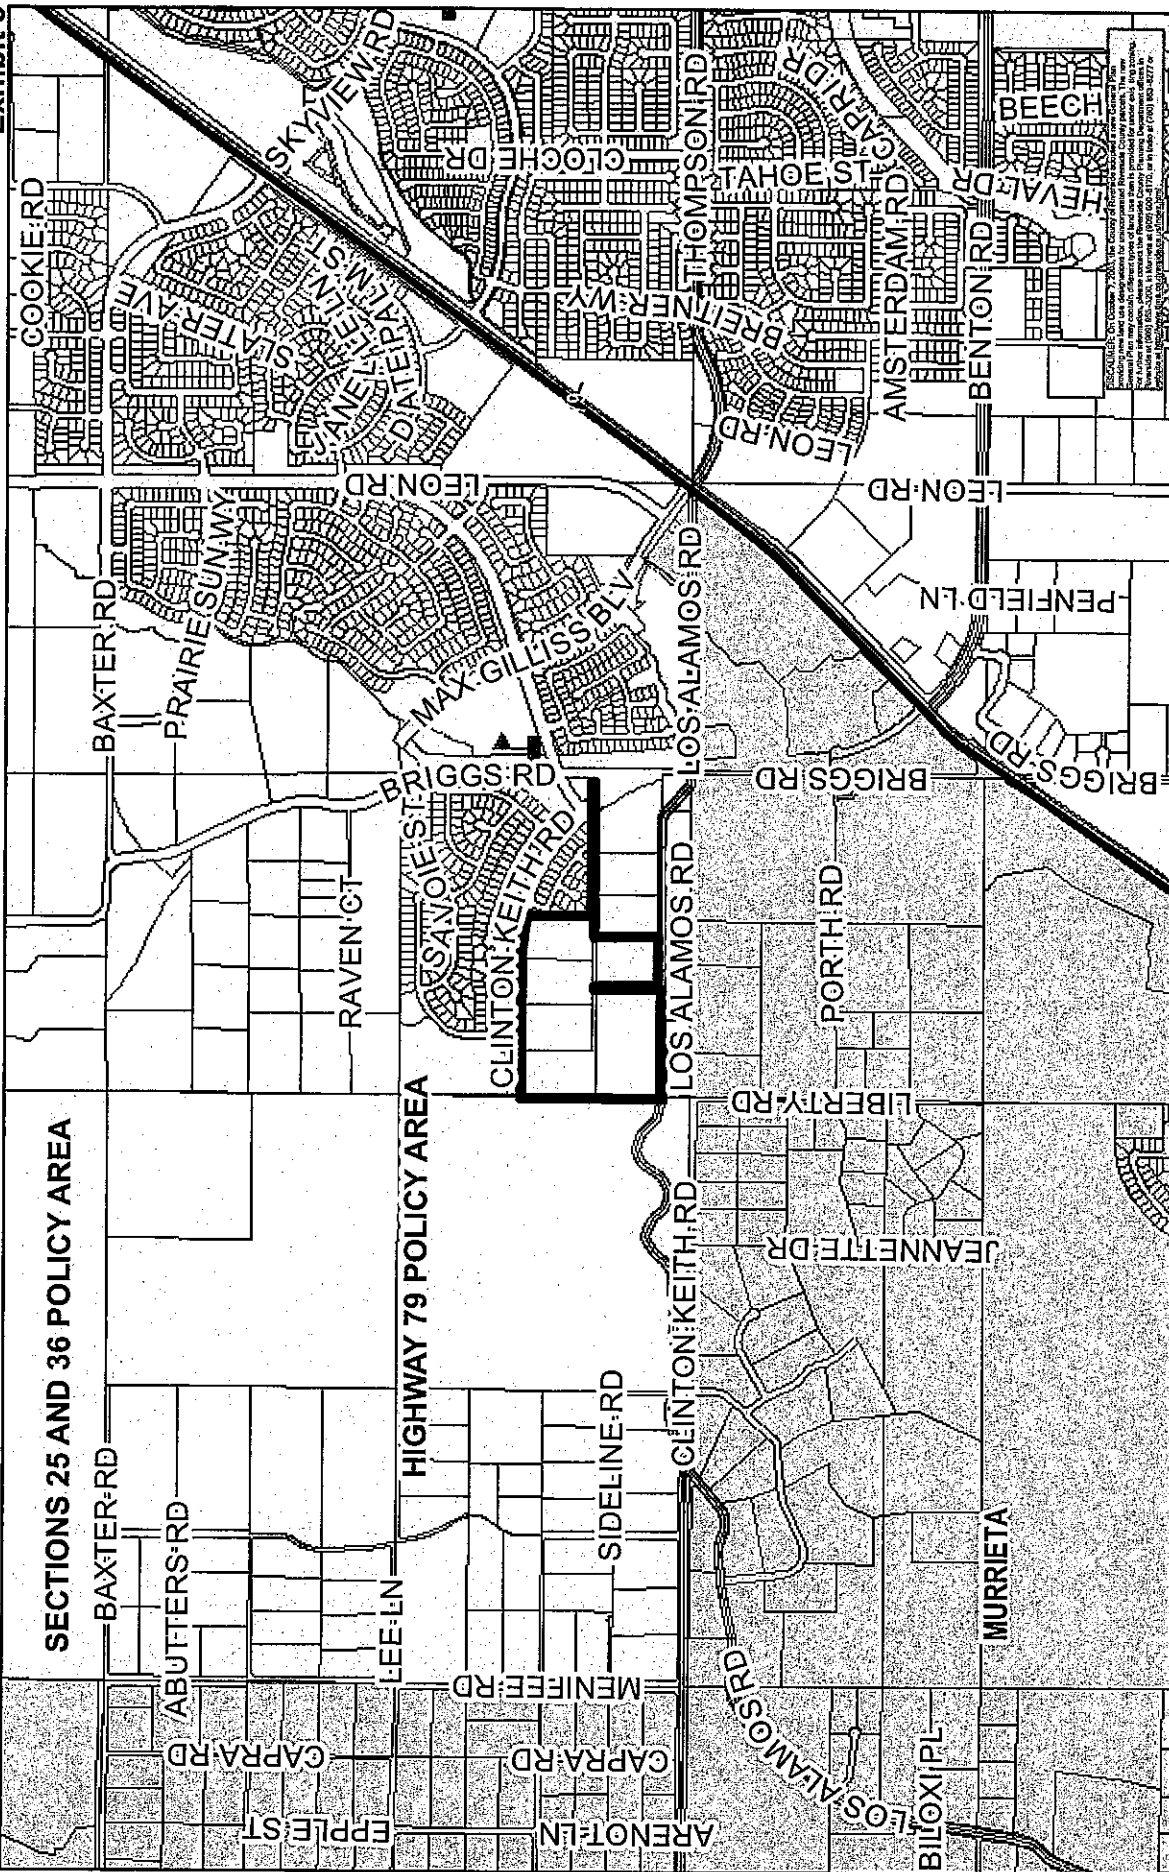 SECTIONS 25 AND 36 POLICY AREA
HIGHWAY 79 POLICY AREA
MURRIETA
BAXTER RD
ABUTTERS RD
LEE LN
CAPRA RD
EPPLE ST
CAPRA RD
ARENOT LN
MENIFEE RD
SIDELINE RD
CLINTON KEITH RD
LOS ALAMOS RD
BILOXI PL
JEANNETTE DR
LIBERTY RD
PORTH RD
LOS ALAMOS RD
CLINTON KEITH RD
RAVEN CT
SANOIE ST
BRIGGS RD
BAXTER RD
PRAIRIE SUN WY
MAX GILLISS BLV
LOS ALAMOS RD
BRIGGS RD
BRIGGS RD
PENFIELD LN
LEON RD
LEON RD
LEON RD
COOKIE RD
SLATER AVE
JANELLE LN
DATE PALM ST
SKYVIEW RD
CLOCHE DR
THOMPSON RD
BREITNER WY
TAHOE ST
CAPRI DR
AMSTERDAM RD
BENTON RD
BEECH
HEVAL DR